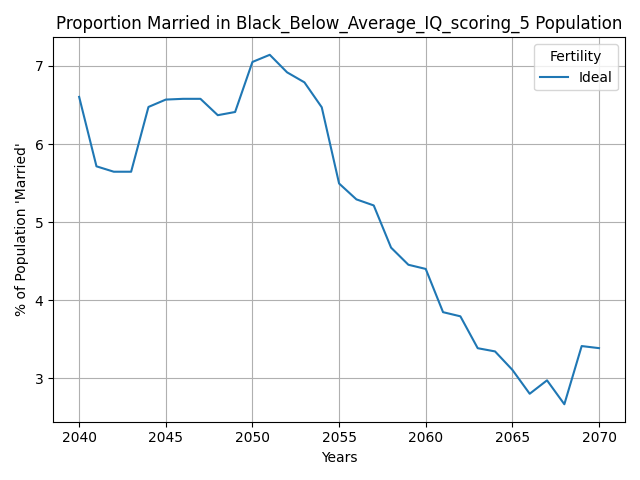 Proportion Married in Black_Below_Average_IQ_scoring_5 Population
Fertility
Ideal
7
6
5
4
3
% of Population 'Married'
2040 2045 2050 2055 2060 2065 2070
Years